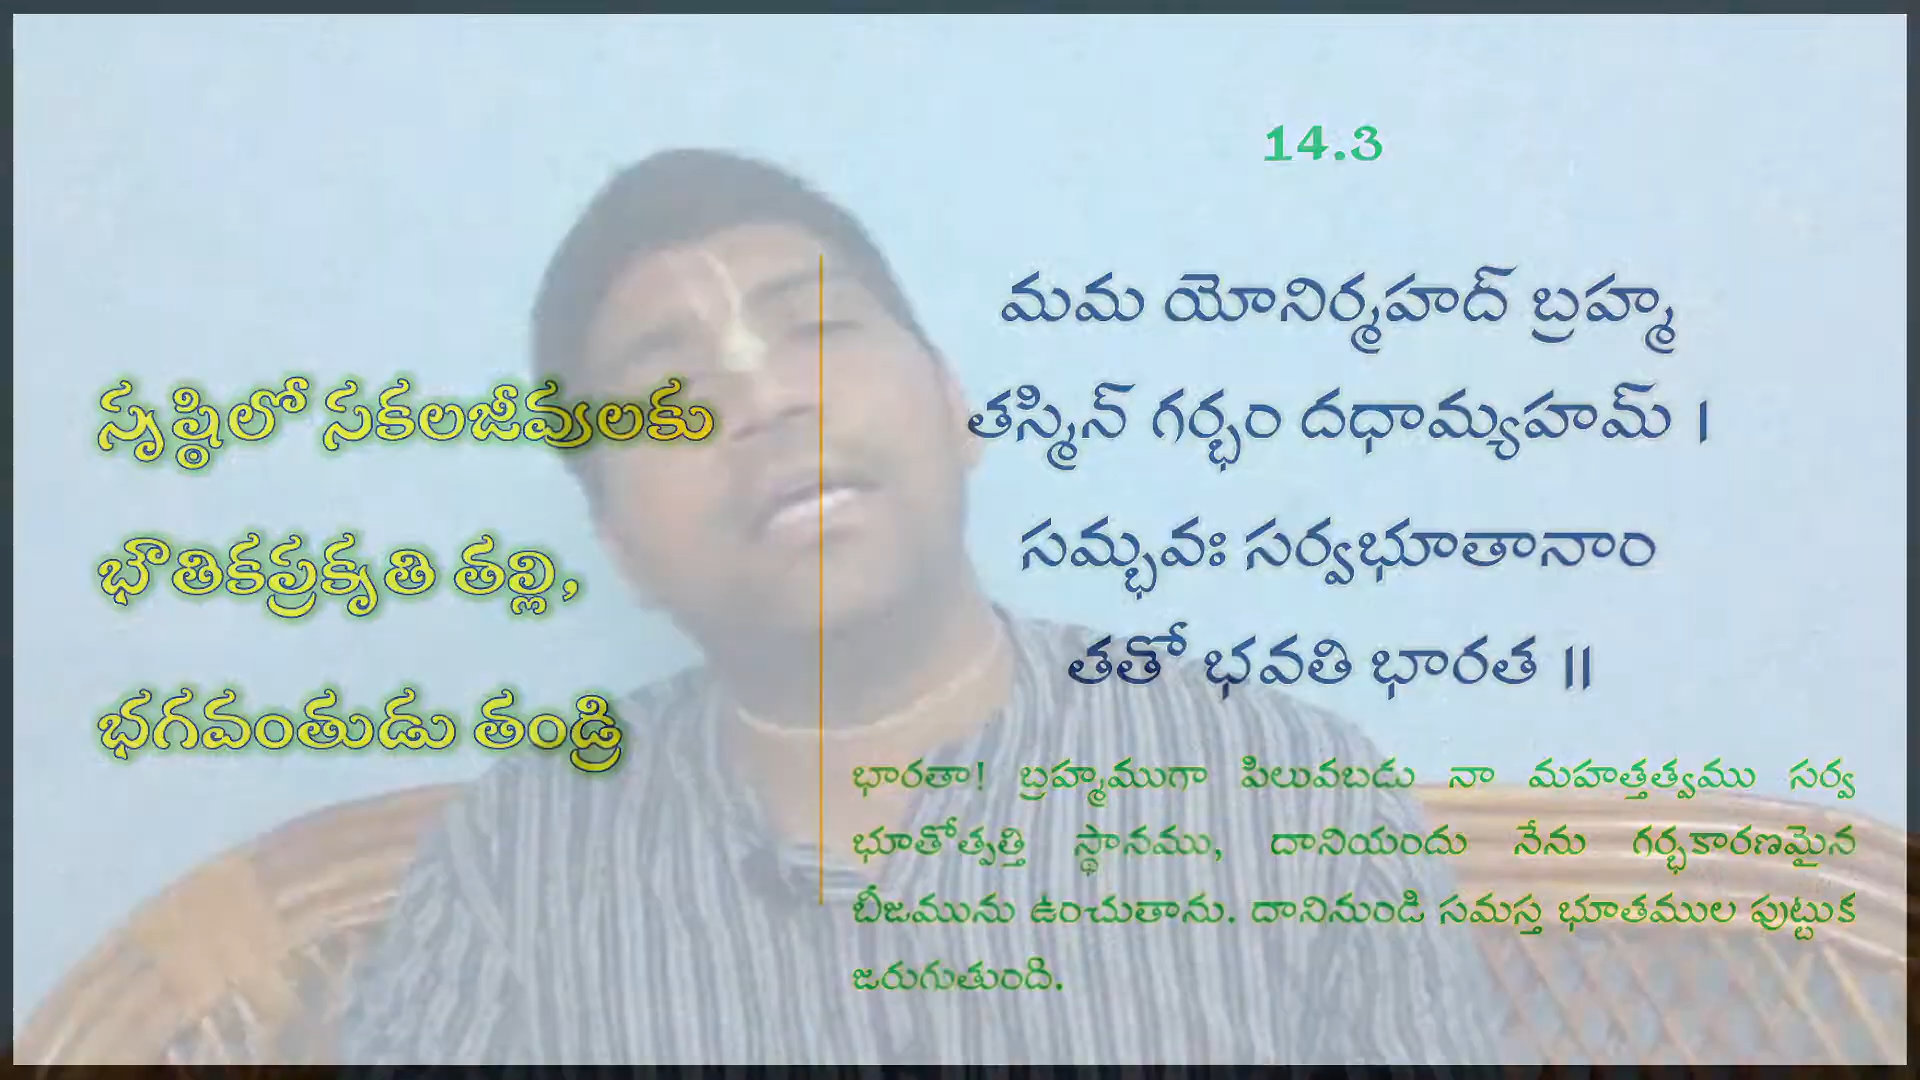 సృష్ఠిలో సకలజీవులకు
భౌతికప్రకృతి తల్లి,
భగవంతుడు తండ్రి
14.3
మమ యోనిర్మహద్ బ్రహ్మ
తస్మిన్ గర్భం దధామ్యహమ్ ।
సమ్భవః సర్వభూతానాం
తతో భవతి భారత ॥
భారతా! బ్రహ్మముగా పిలువబడు నా మహత్తత్వము సర్వ
భూతోత్పత్తి స్థానము, దానియందు నేను గర్భకారణమైన
బీజమును ఉంచుతాను. దానినుండి సమస్త భూతముల పుట్టుక
జరుగుతుంది.